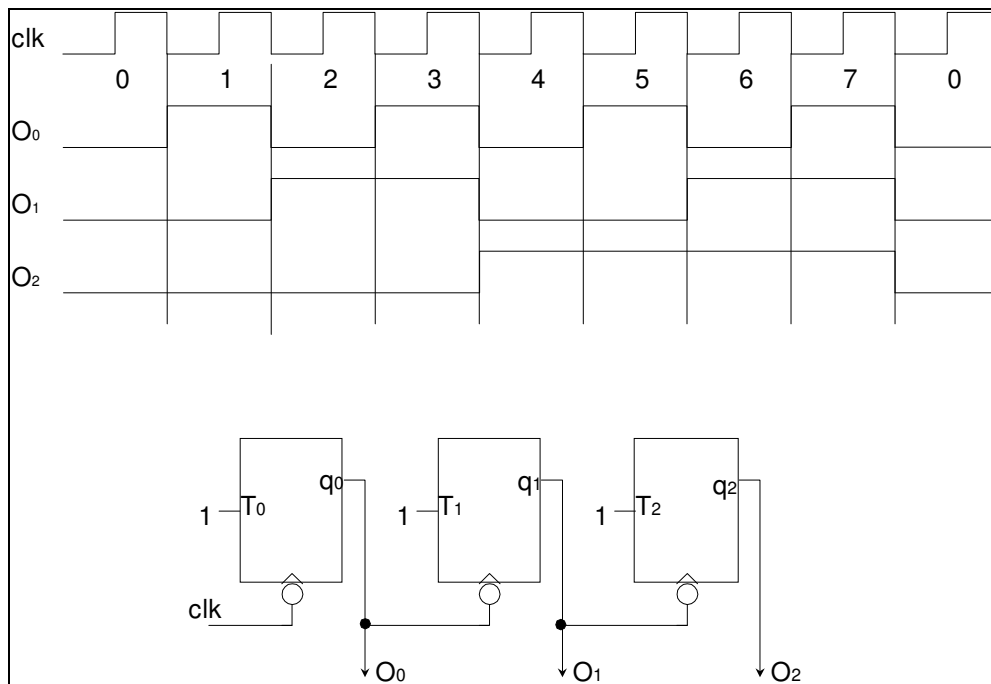 clk
0 1 2 3 4 5 6 7 0
O₀
O₁
O₂
q₀ q₁ q₂
1 T₀ 1 T₁ 1 T₂
clk
O₀ O₁ O₂